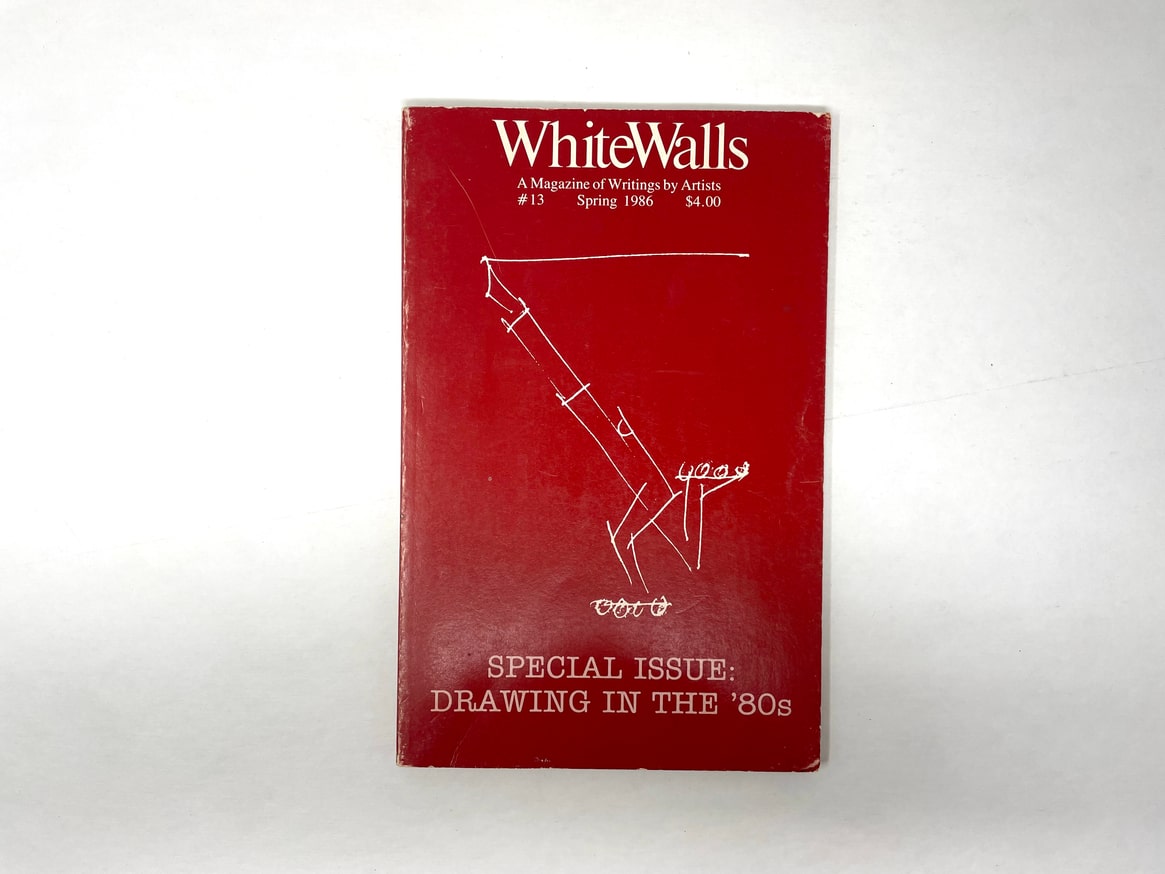 WhiteWalls
A Magazine of Writings by Artists
#13 Spring 1986 $4.00
SPECIAL ISSUE:
DRAWING IN THE '80s